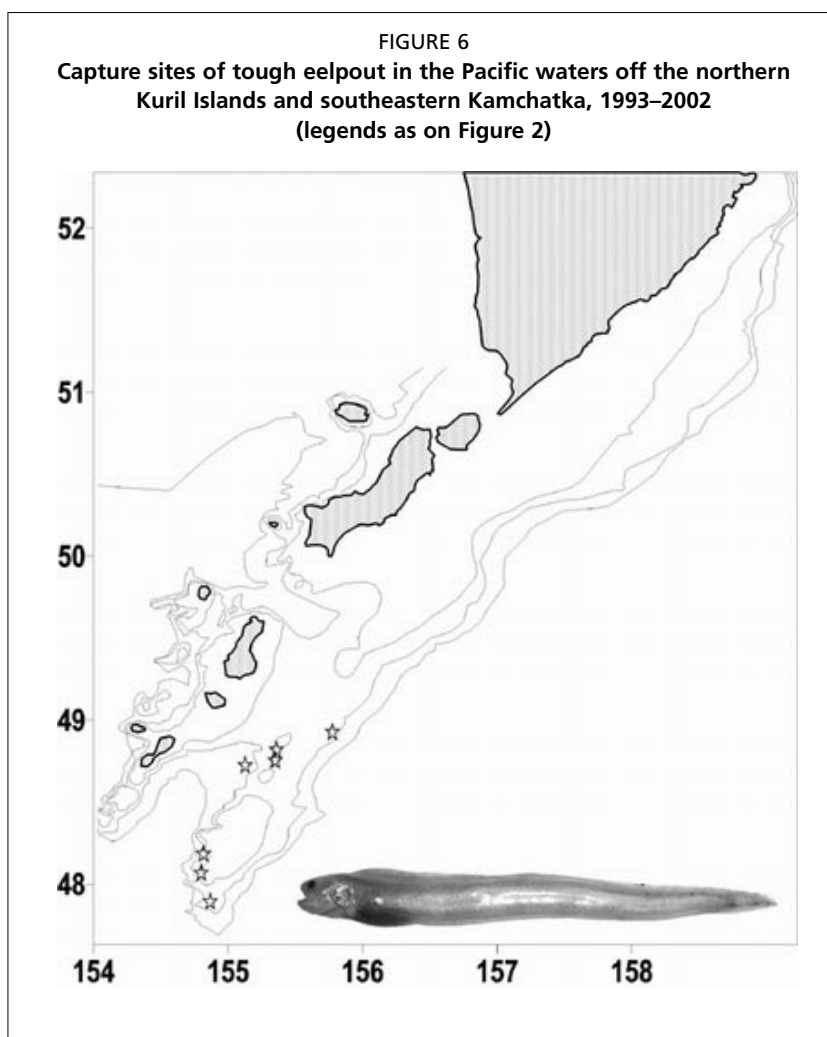 FIGURE 6
Capture sites of tough eelpout in the Pacific waters off the northern
Kuril Islands and southeastern Kamchatka, 1993–2002
(legends as on Figure 2)
52
51
50
49
48
154 155 156 157 158